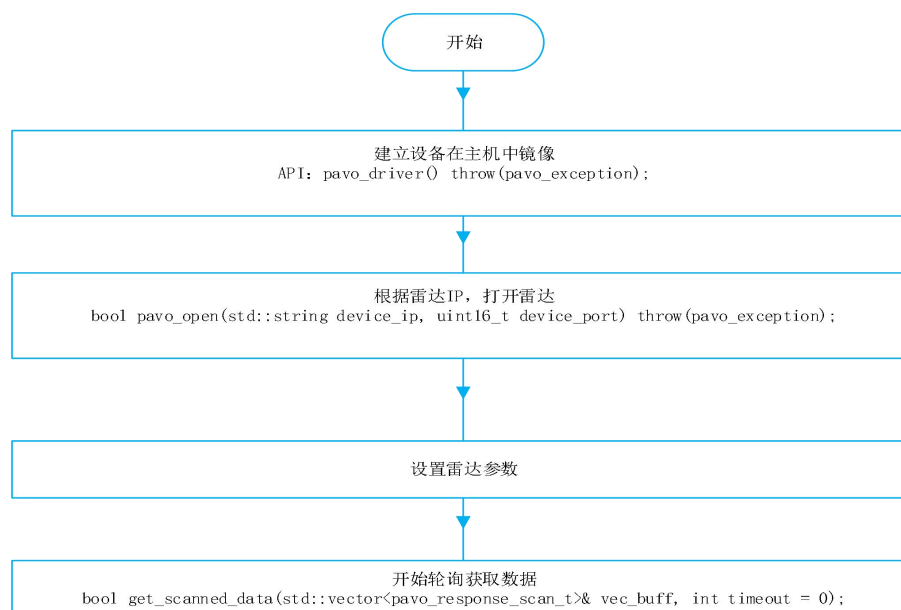 开始
建立设备在主机中镜像
API：pavo_driver() throw(pavo_exception);
根据雷达IP，打开雷达
bool pavo_open(std::string device_ip, uint16_t device_port) throw(pavo_exception);
设置雷达参数
开始轮询获取数据
bool get_scanned_data(std::vector<pavo_response_scan_t>& vec_buff, int timeout = 0);